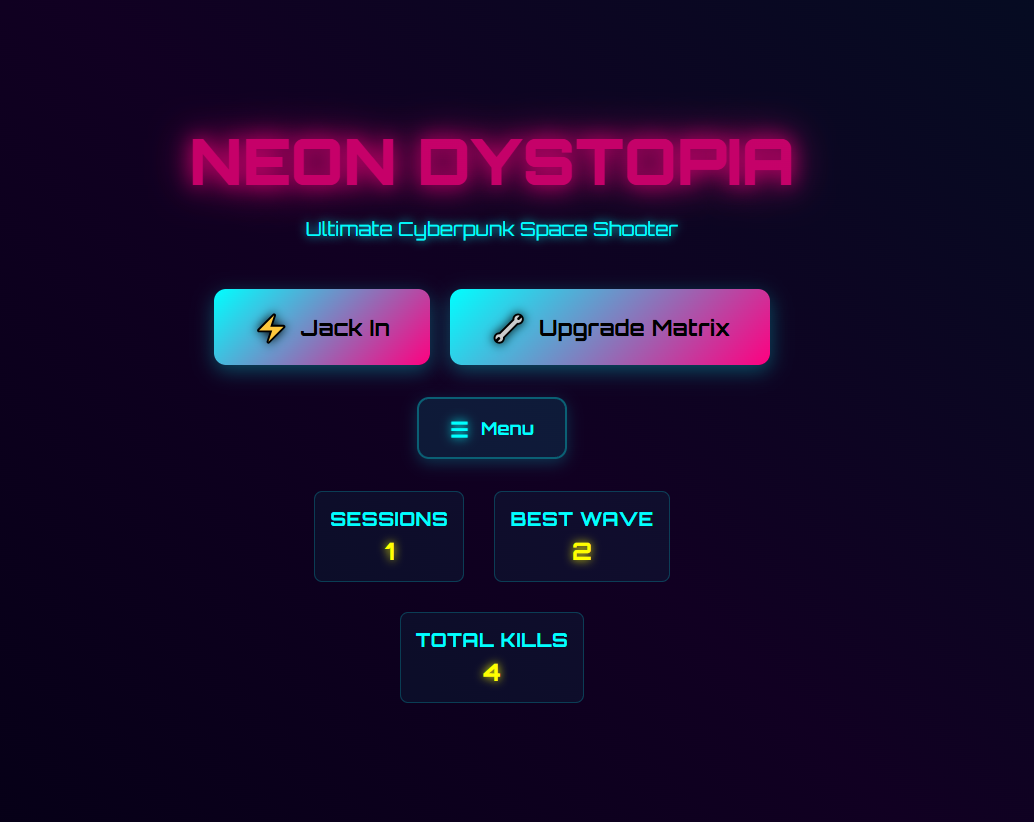 NEON DYSTOPIA
Ultimate Cyberpunk Space Shooter
Jack In
Upgrade Matrix
Menu
SESSIONS
1
BEST WAVE
2
TOTAL KILLS
4